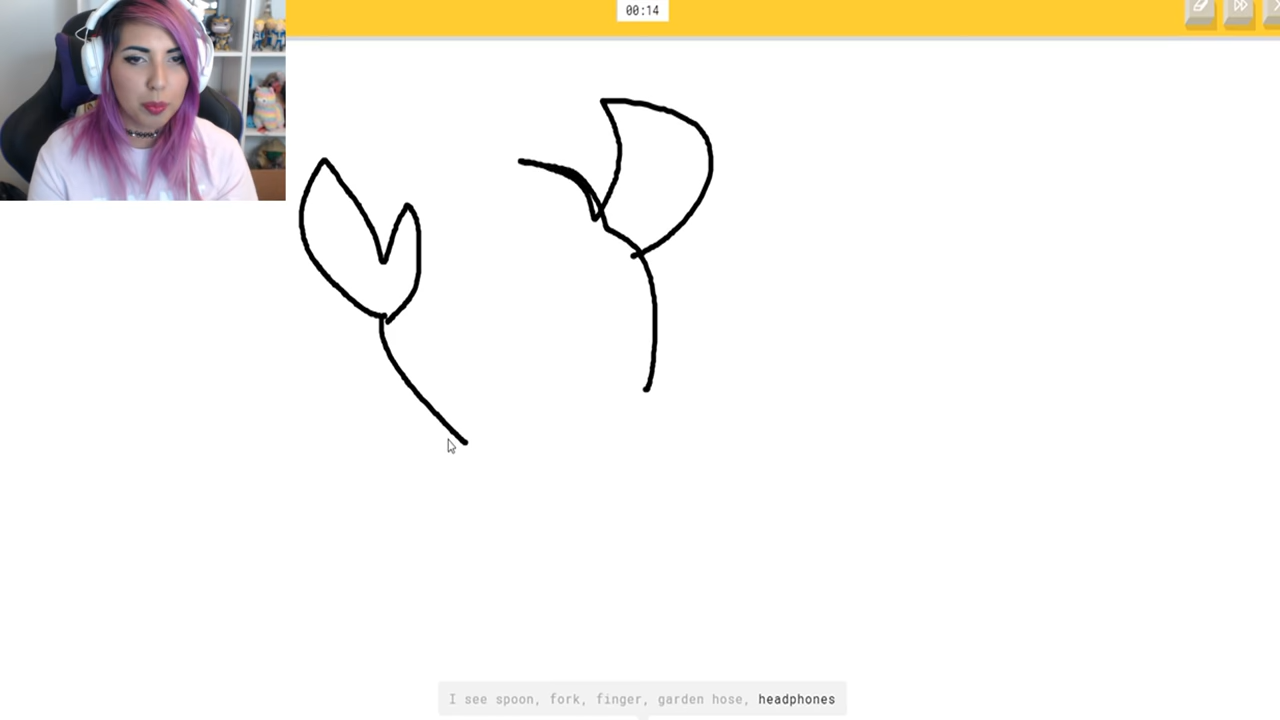 00:14
I see spoon, fork, finger, garden hose, headphones